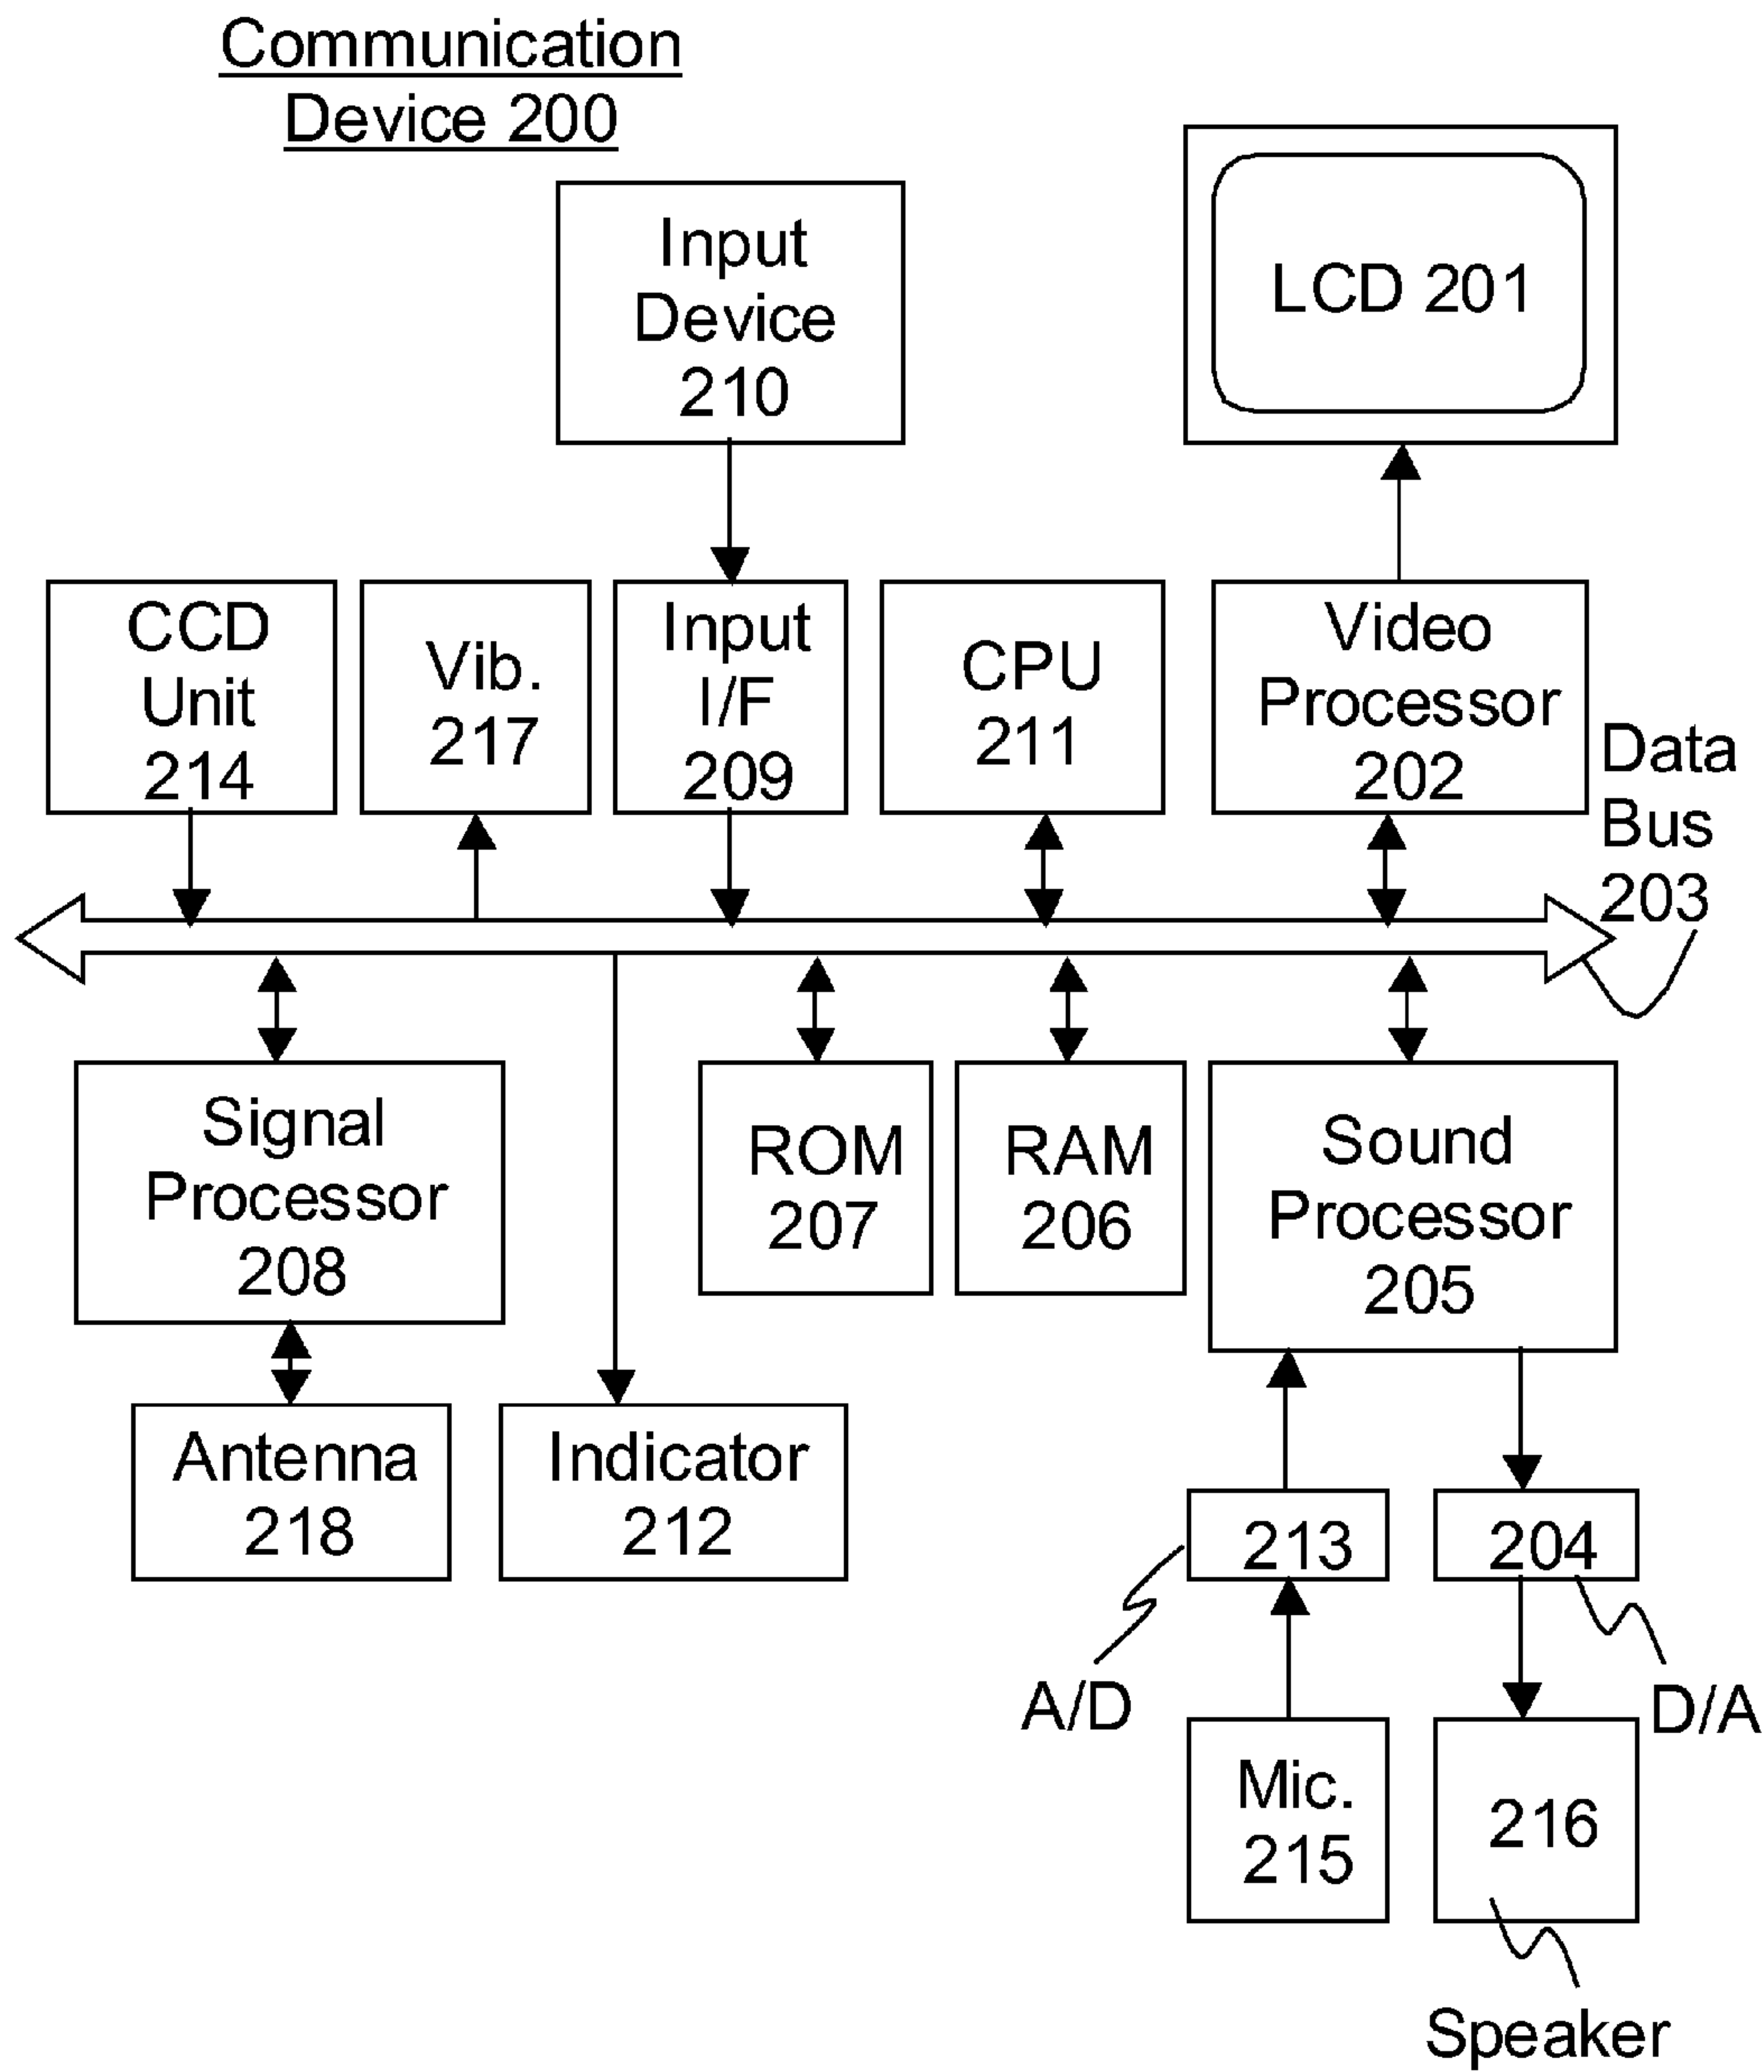 Communication
Device 200
Input
Device
210
LCD 201
CCD
Unit
214
Vib.
217
Input
I/F
209
CPU
211
Video
Processor
202
Data
Bus
203
Signal
Processor
208
ROM
207
RAM
206
Sound
Processor
205
Antenna
218
Indicator
212
213
204
A/D
D/A
Mic.
215
216
Speaker